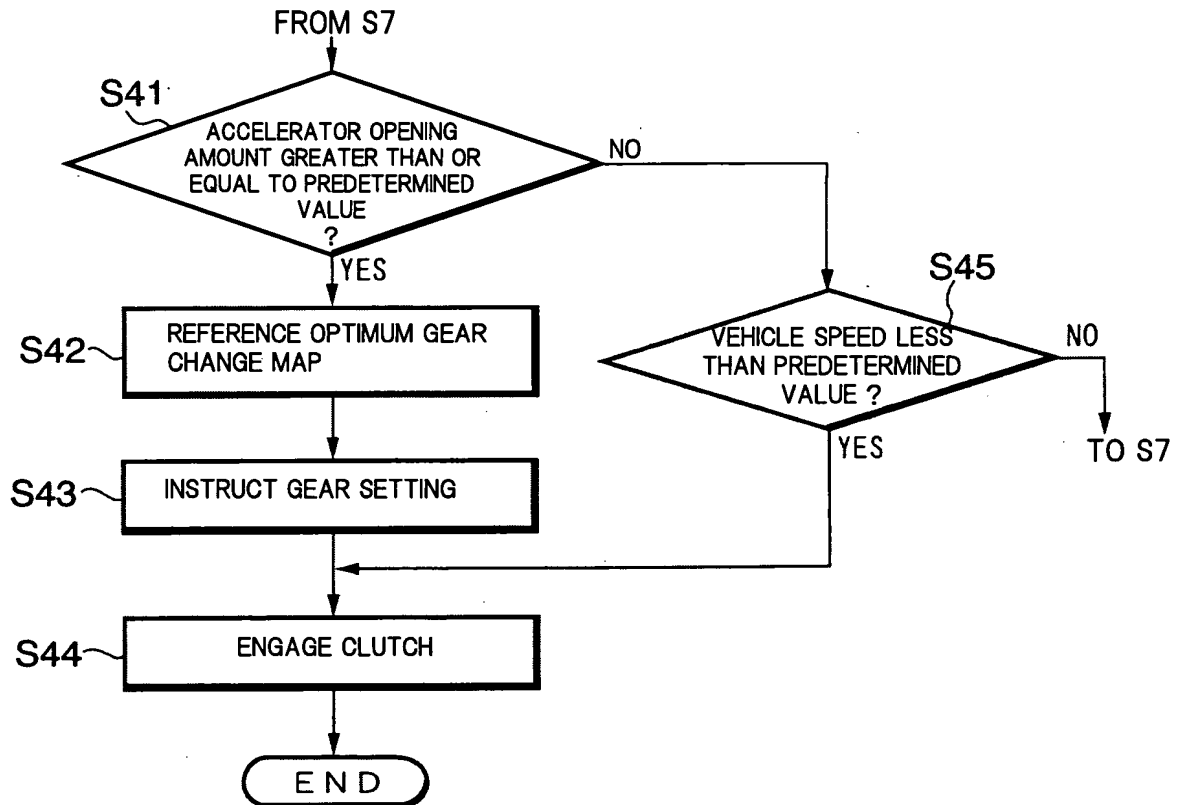 FROM S7
S41
ACCELERATOR OPENING
AMOUNT GREATER THAN OR
EQUAL TO PREDETERMINED
VALUE
?
NO
YES
S42
REFERENCE OPTIMUM GEAR
CHANGE MAP
S45
VEHICLE SPEED LESS
THAN PREDETERMINED
VALUE ?
NO
YES
TO S7
S43
INSTRUCT GEAR SETTING
S44
ENGAGE CLUTCH
END